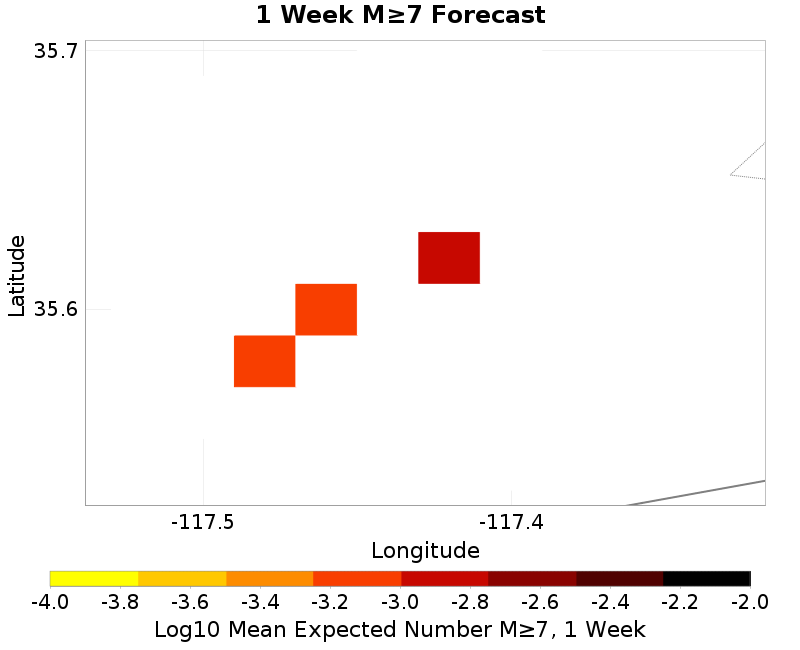 1 Week M≥7 Forecast
35.7
35.6
Latitude
-117.5 -117.4
Longitude
-4.0 -3.8 -3.6 -3.4 -3.2 -3.0 -2.8 -2.6 -2.4 -2.2 -2.0
Log10 Mean Expected Number M≥7, 1 Week